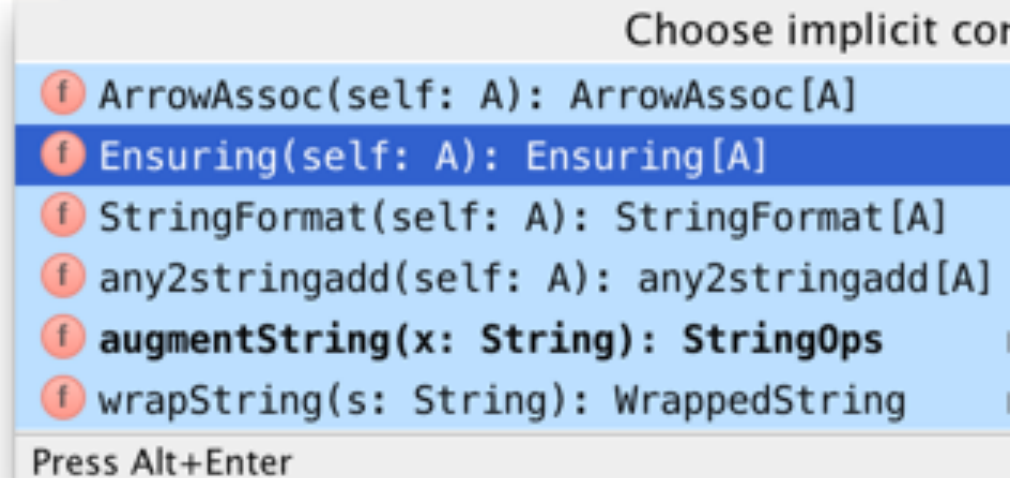 Choose implicit cor
f ArrowAssoc(self: A): ArrowAssoc[A]
f Ensuring(self: A): Ensuring[A]
f StringFormat(self: A): StringFormat[A]
f any2stringadd(self: A): any2stringadd[A]
f augmentString(x: String): StringOps
f wrapString(s: String): WrappedString
Press Alt+Enter